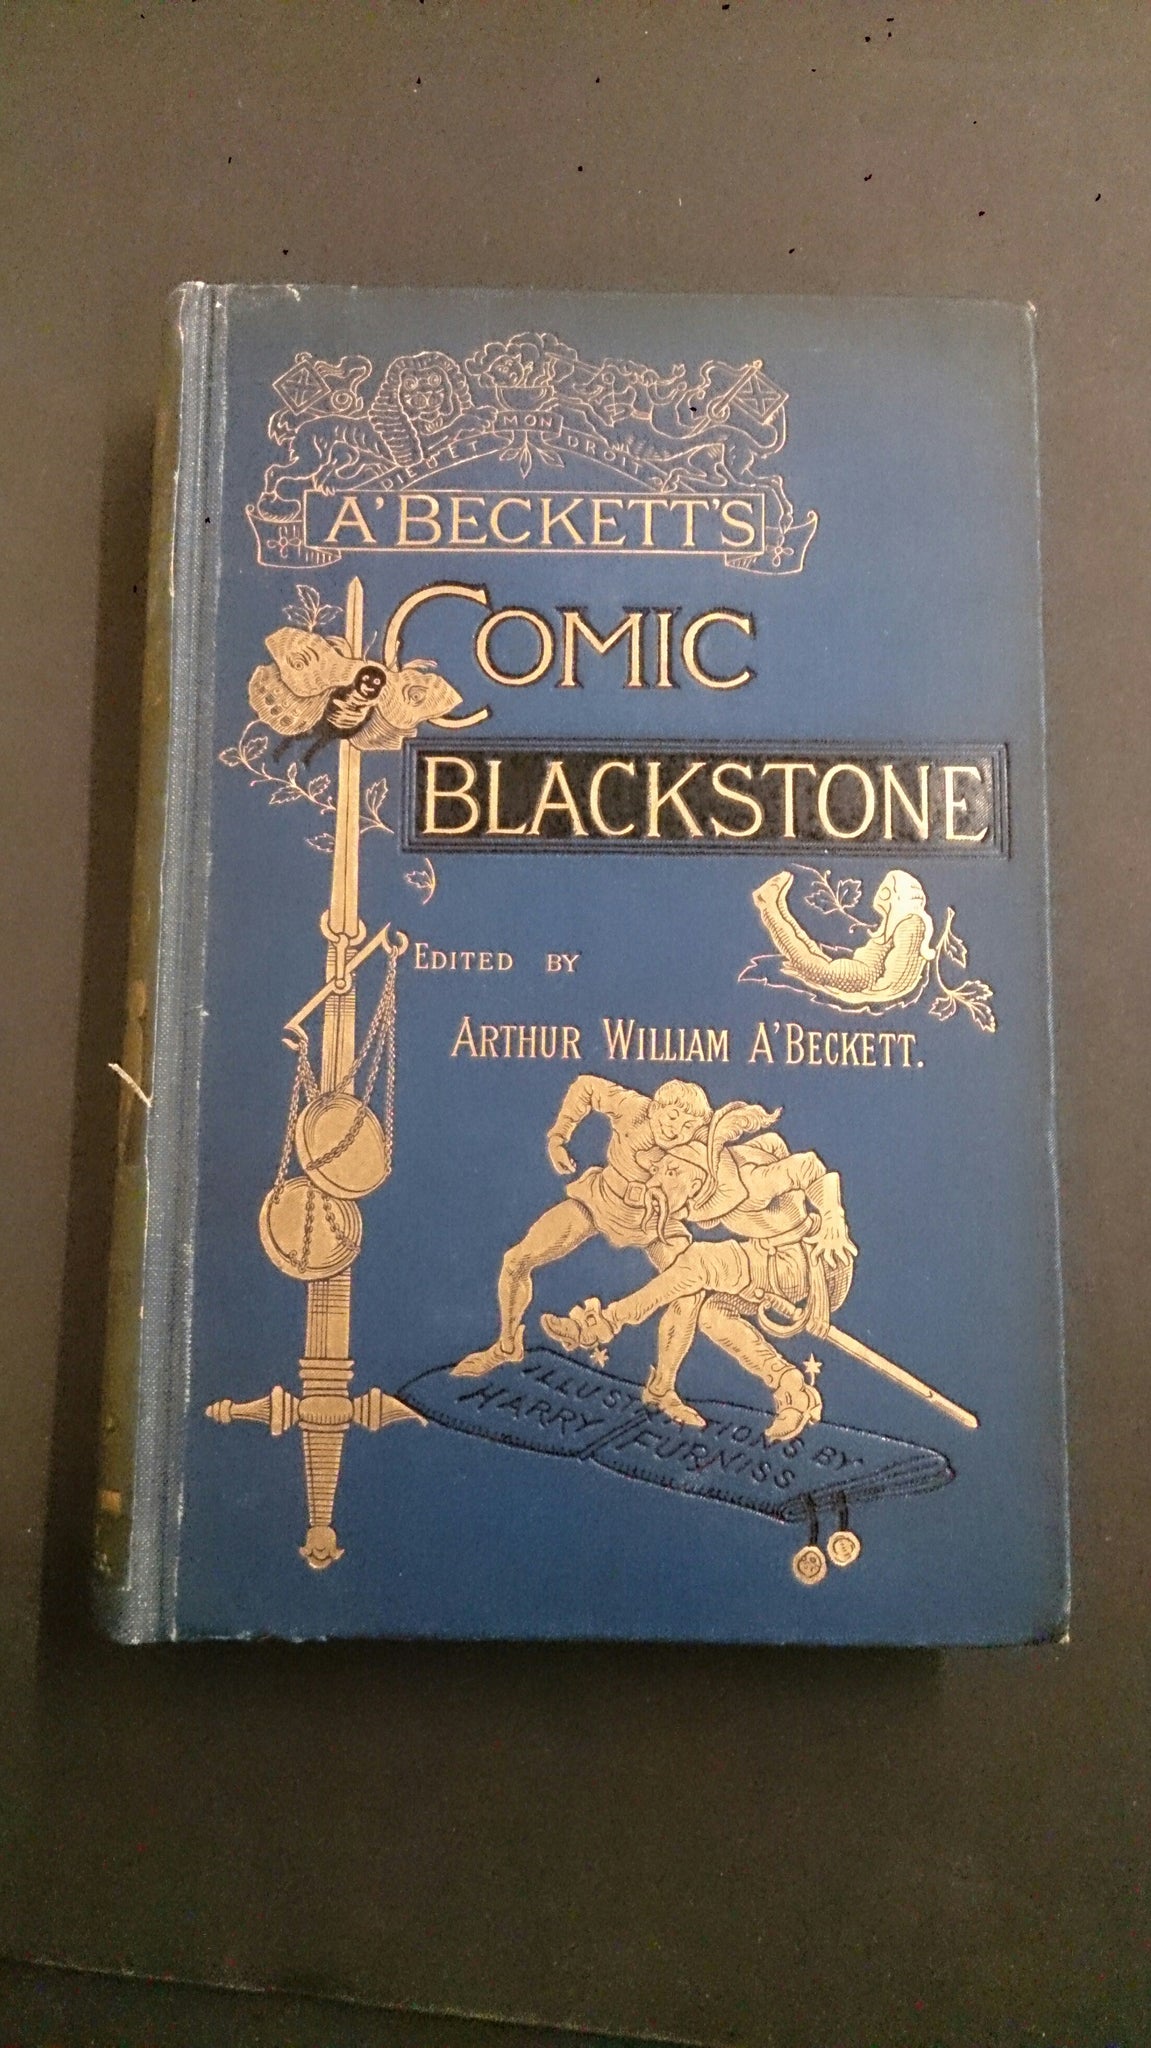 DIEU ET MON DROIT
A'BECKETT'S
COMIC
BLACKSTONE
EDITED BY
ARTHUR WILLIAM A'BECKETT.
ILLUSTRATIONS BY
HARRY FURNISS